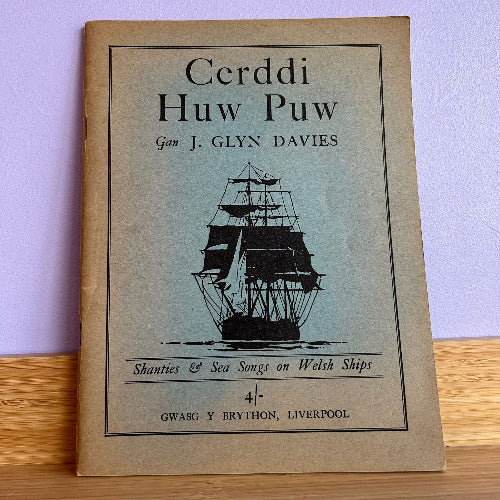 Cerddi
Huw Puw
Gan J. GLYN DAVIES
Shanties & Sea Songs on Welsh Ships
4/-
GWASG Y BRYTHON, LIVERPOOL